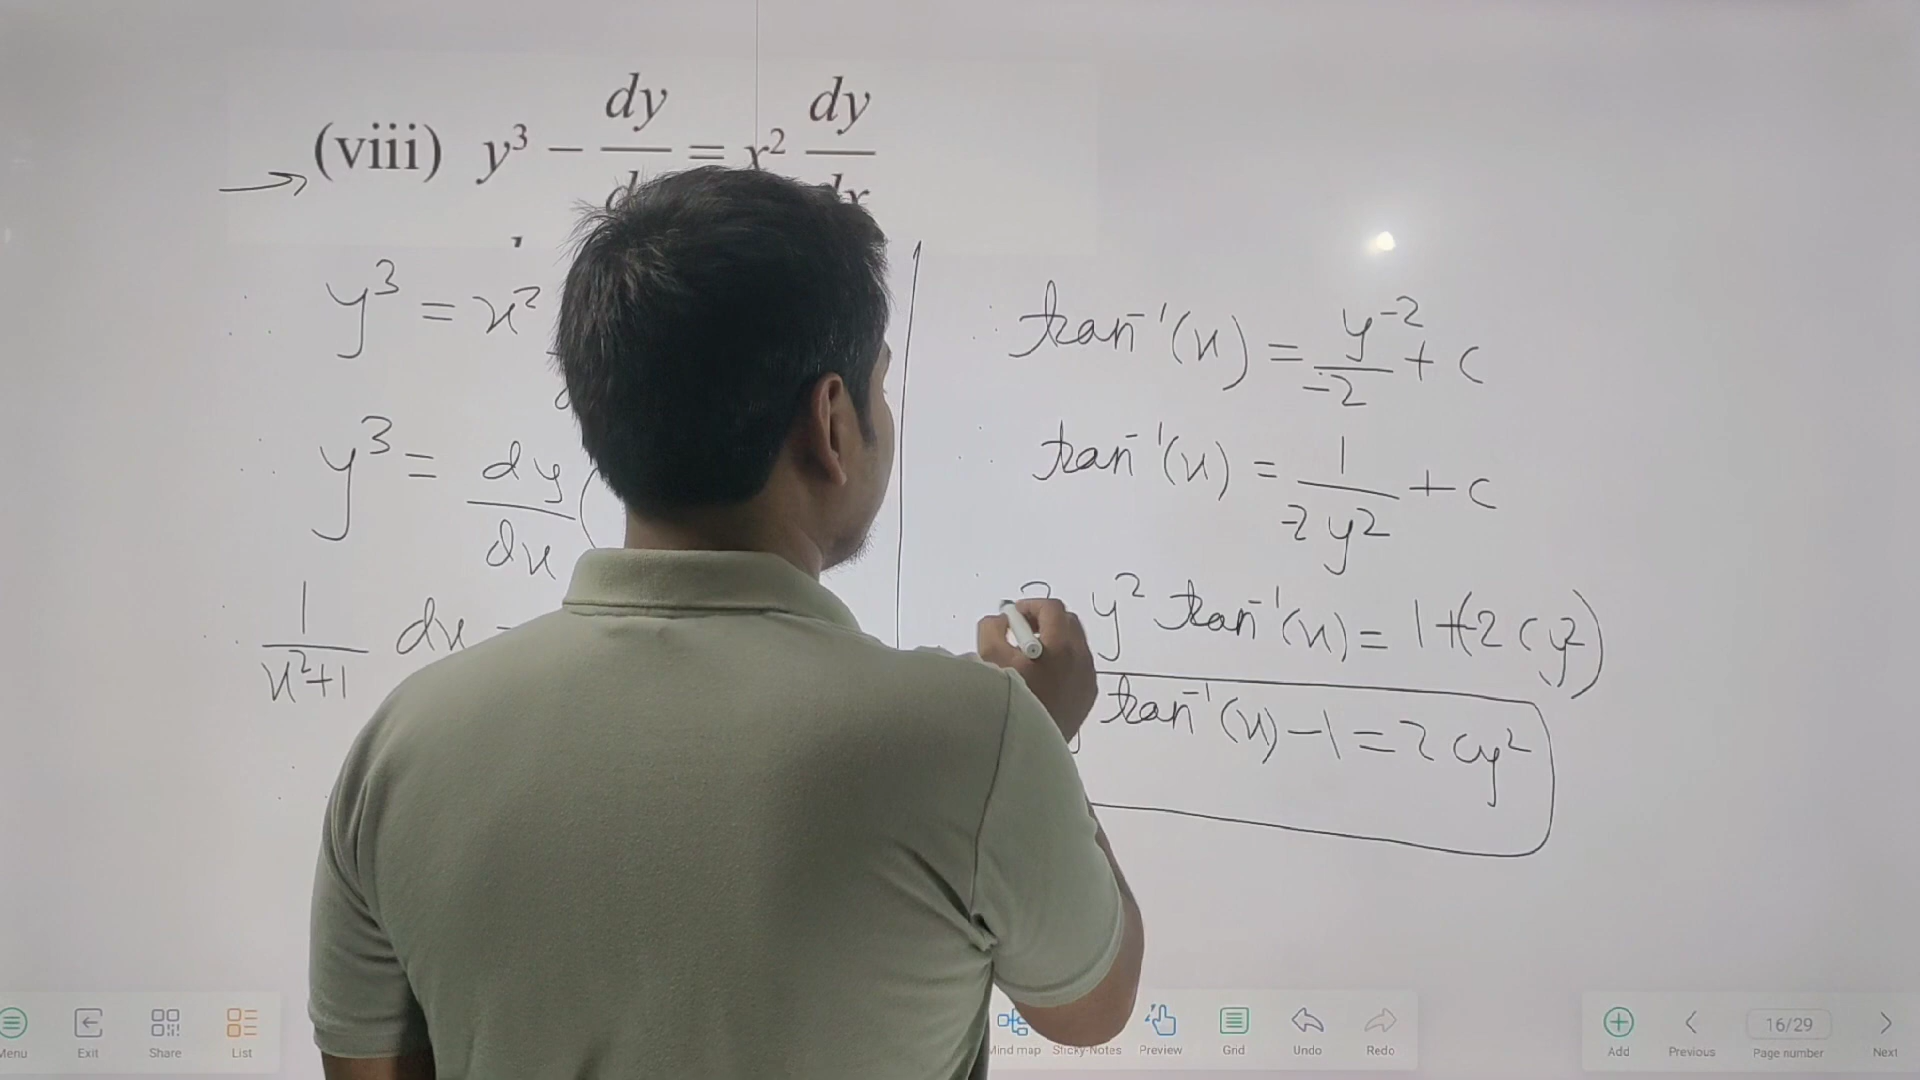 (viii) y³ − dy = x² dy
dx
y³ = x²
y³ = dy/dx (
1/x²+1 dx
tan⁻¹(x) = y⁻²/-2 + c
tan⁻¹(x) = 1/-2y² + c
y² tan⁻¹(x) = 1+(-2cy²)
tan⁻¹(x) − 1 = 2cy²
Menu
Exit
Share
List
Mind map
Sticky-Notes
Preview
Grid
Undo
Redo
Add
Previous
16/29
Page number
Next